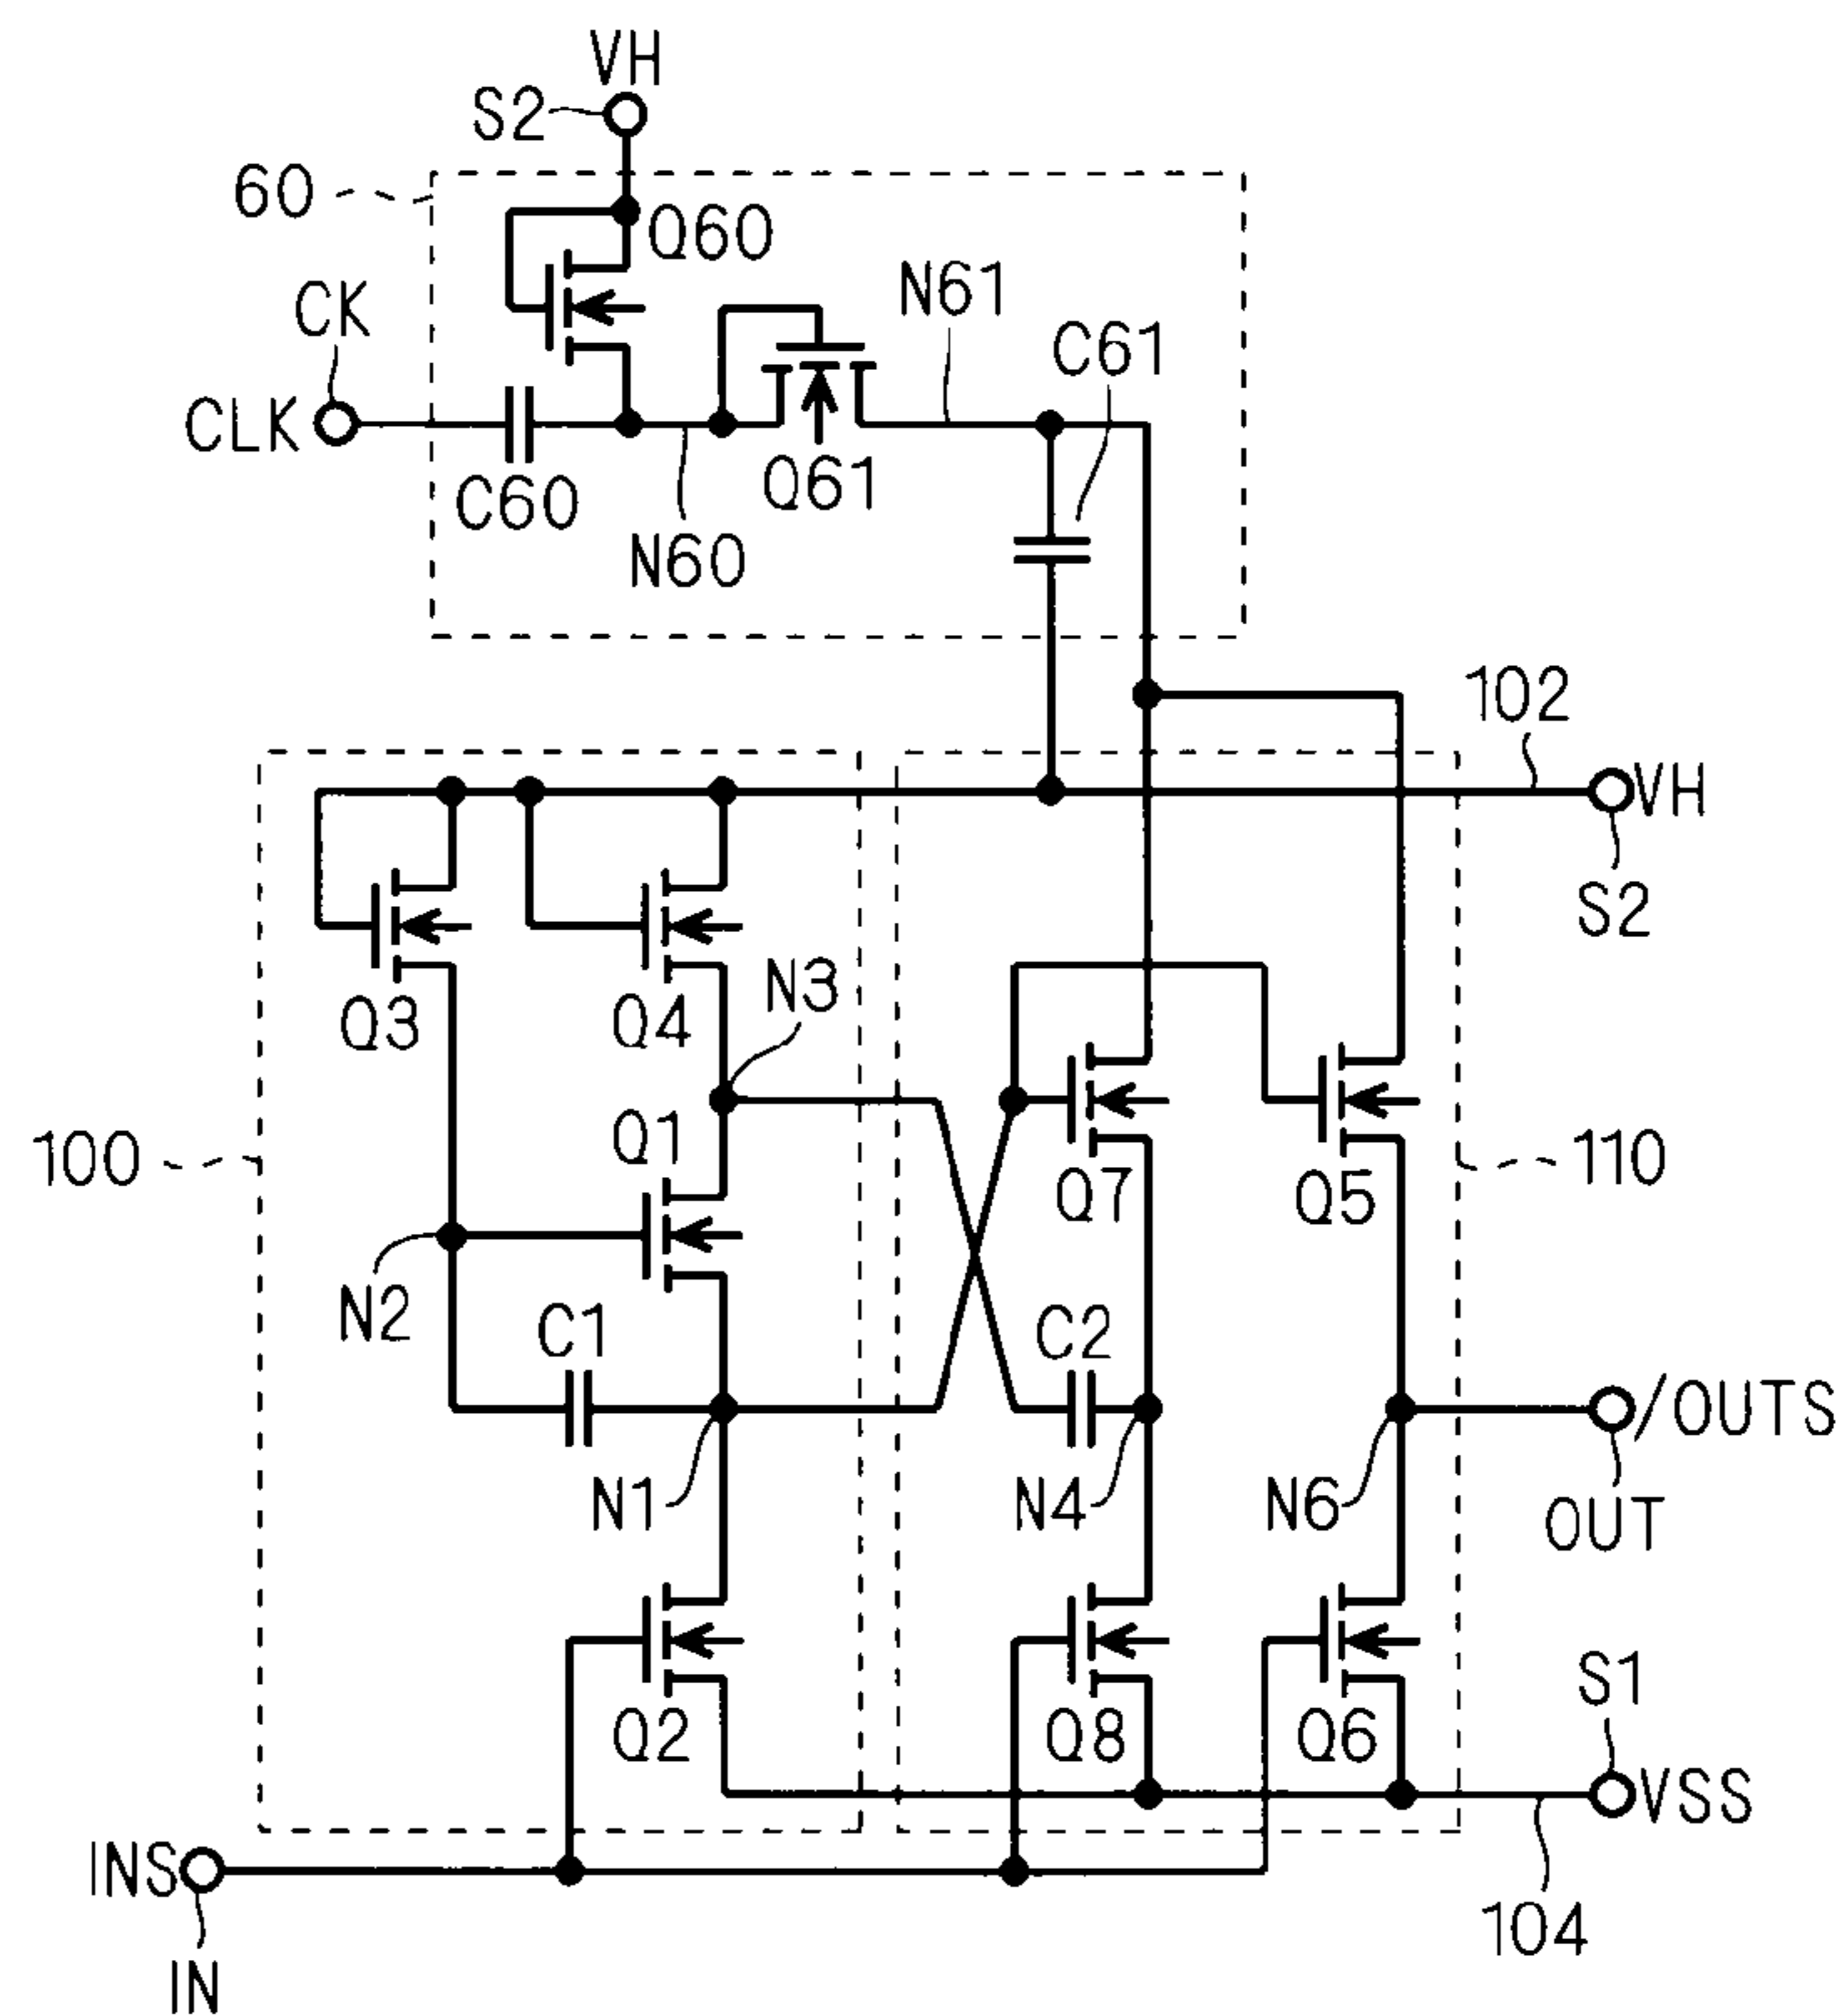 VH
S2
60
Q60
CK
N61
C61
CLK
C60
Q61
N60
102
VH
S2
Q3
Q4
N3
Q1
100
Q7
Q5
110
N2
C1
C2
/OUTS
N1
N4
N6
OUT
Q2
Q8
Q6
S1
VSS
INS
104
IN